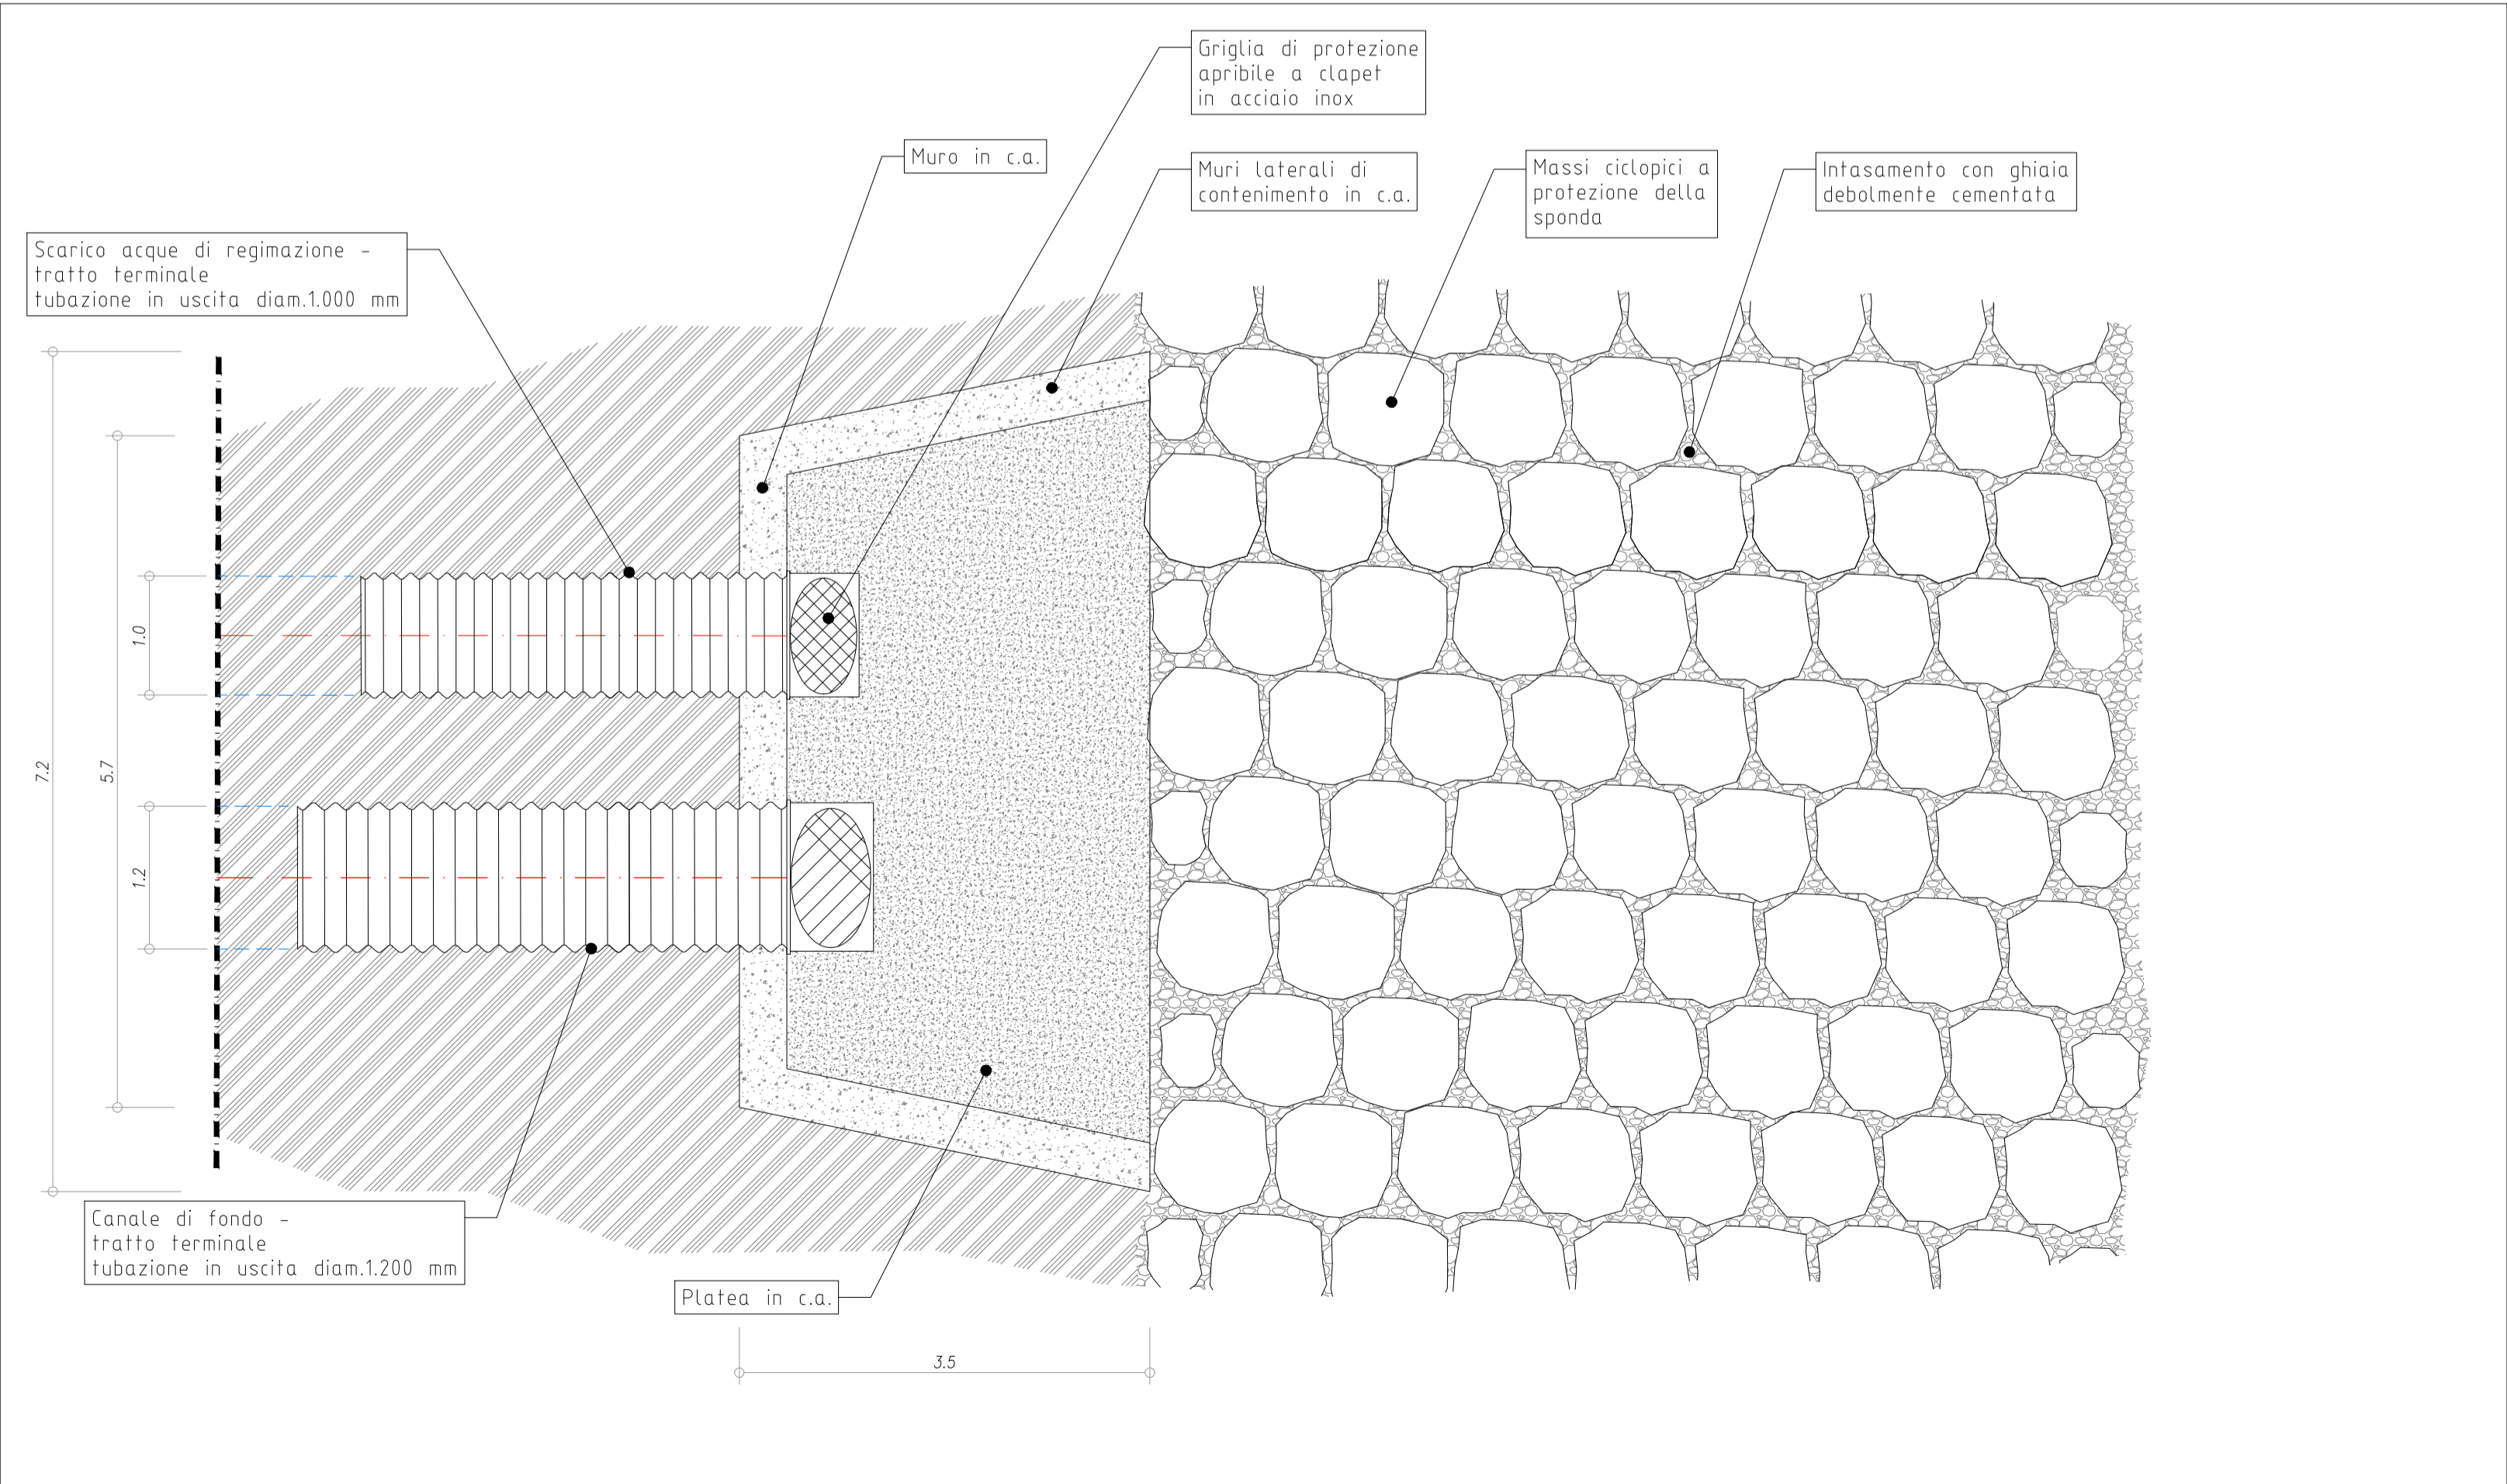 Griglia di protezione
apribile a clapet
in acciaio inox
Muro in c.a.
Muri laterali di
contenimento in c.a.
Massi ciclopici a
protezione della
sponda
Intasamento con ghiaia
debolmente cementata
Scarico acque di regimazione -
tratto terminale
tubazione in uscita diam.1.000 mm
1.0
7.2
5.7
1.2
Canale di fondo -
tratto terminale
tubazione in uscita diam.1.200 mm
Platea in c.a.
3.5